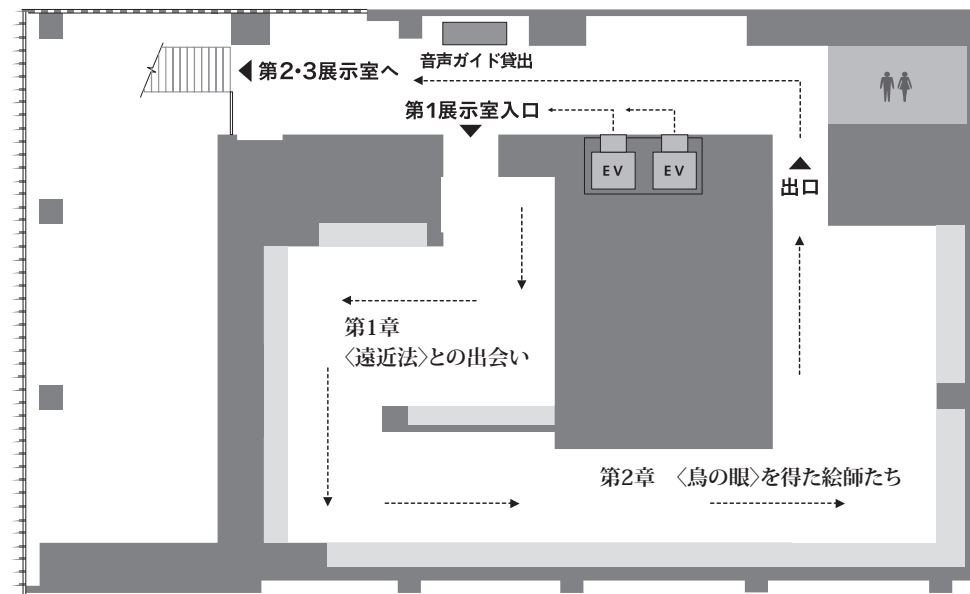 音声ガイド貸出
第2・3展示室へ
第1展示室入口
EV
EV
出口
第1章
〈遠近法〉との出会い
第2章　〈鳥の眼〉を得た絵師たち